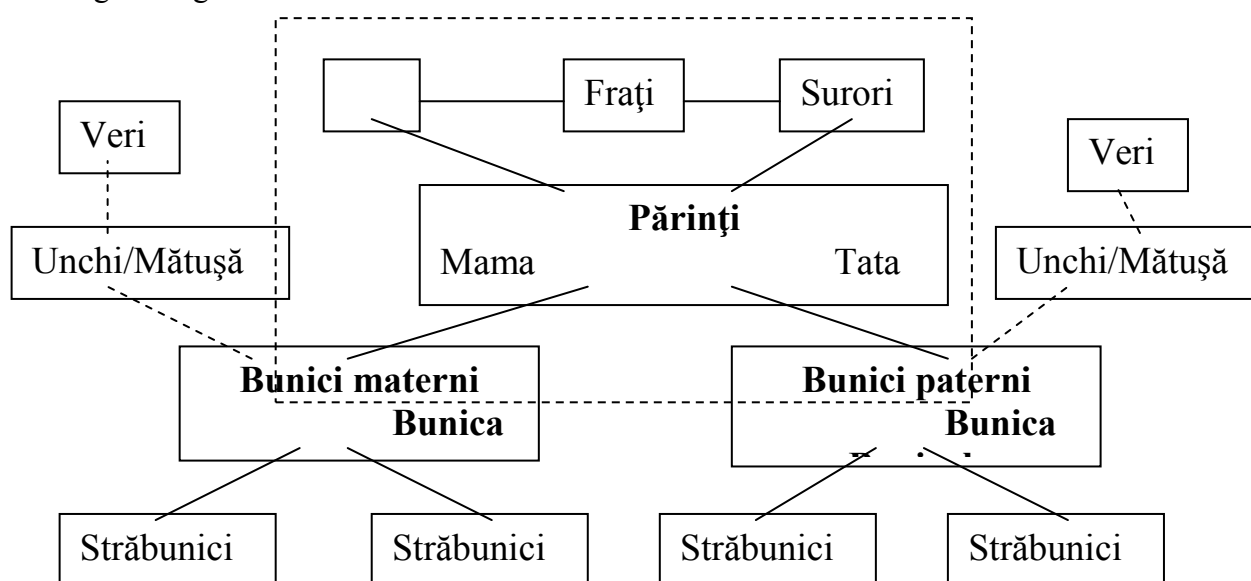 Fraţi
Surori
Veri
Veri
Părinţi
Mama Tata
Unchi/Mătuşă
Unchi/Mătuşă
Bunici materni
Bunica
Bunici paterni
Bunica
Străbunici
Străbunici
Străbunici
Străbunici